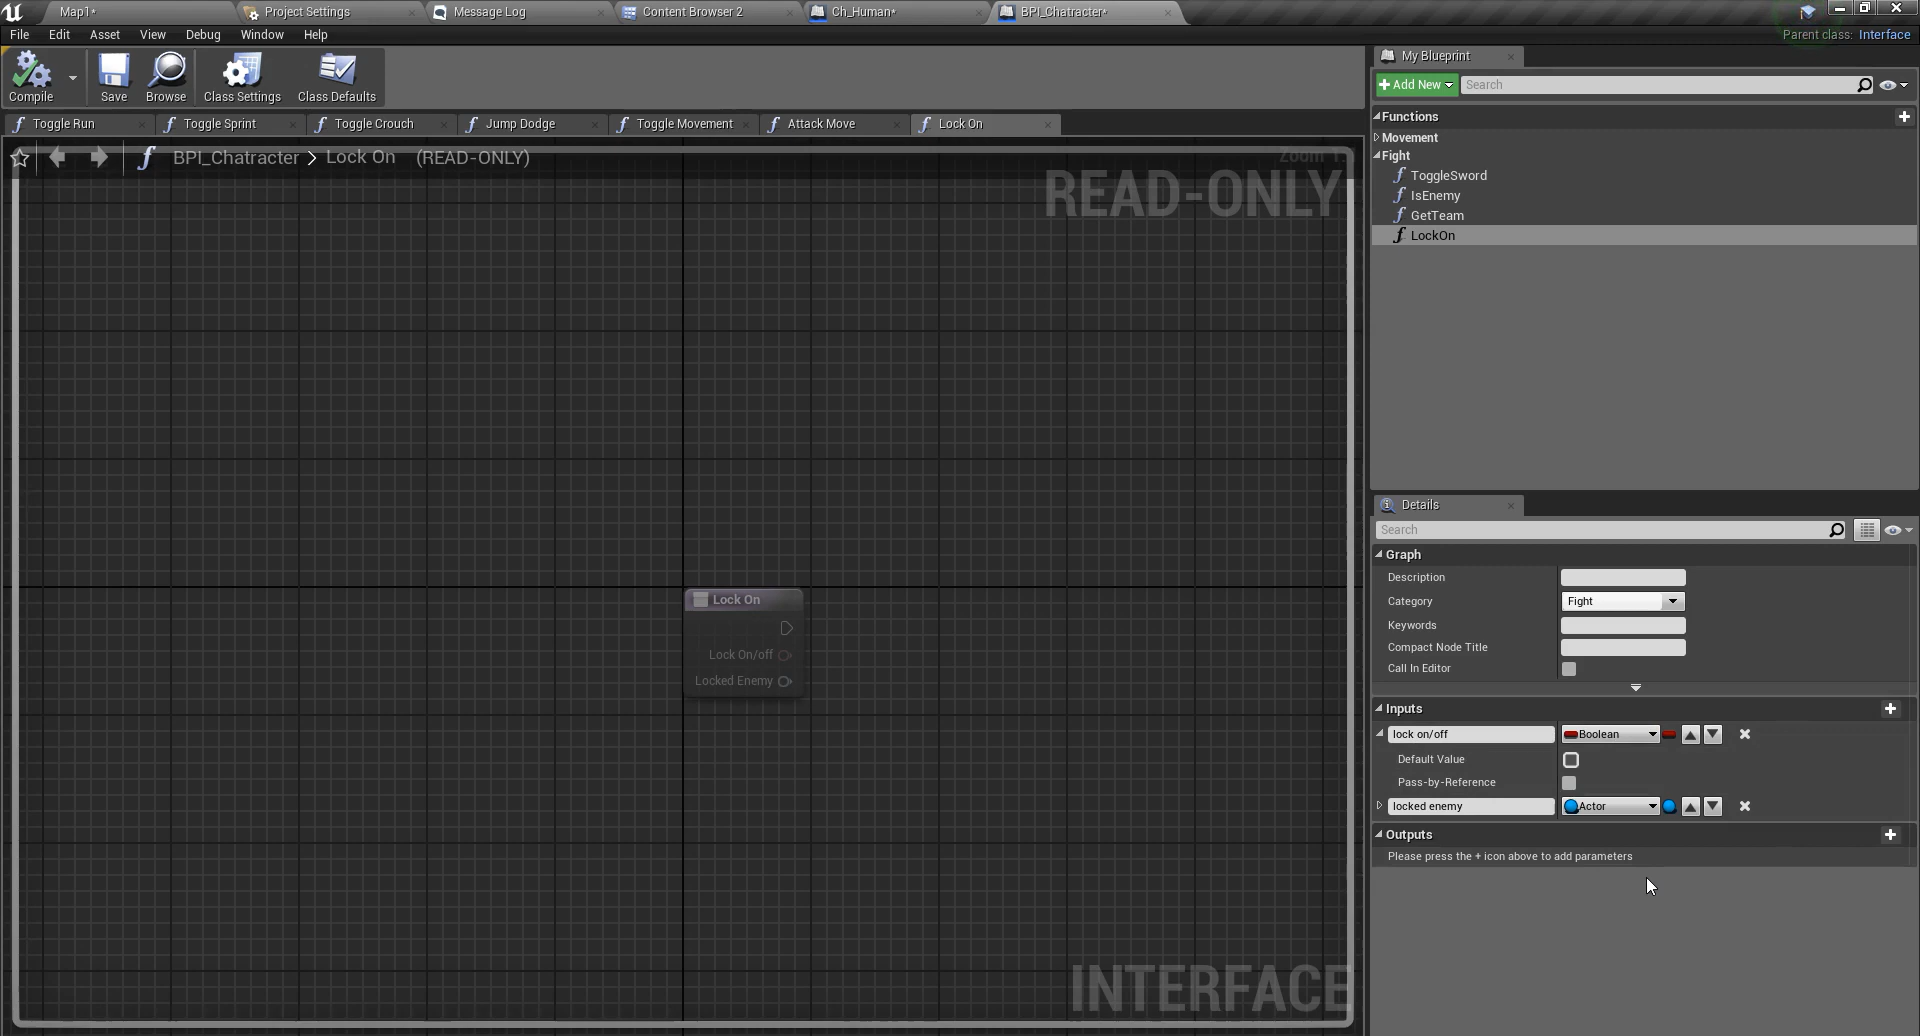 Map1* Project Settings Message Log Content Browser 2 Ch_Human* BPI_Chatracter*
File Edit Asset View Debug Window Help Parent class: Interface
Compile Save Browse Class Settings Class Defaults
Toggle Run Toggle Sprint Toggle Crouch Jump Dodge Toggle Movement Attack Move Lock On
BPI_Chatracter > Lock On (READ-ONLY)
READ-ONLY
Lock On
Lock On/off
Locked Enemy
INTERFACE
My Blueprint
+Add New Search
Functions
Movement
Fight
ToggleSword
IsEnemy
GetTeam
LockOn
Details
Search
Graph
Description
Category Fight
Keywords
Compact Node Title
Call In Editor
Inputs
lock on/off Boolean
Default Value
Pass-by-Reference
locked enemy Actor
Outputs
Please press the + icon above to add parameters